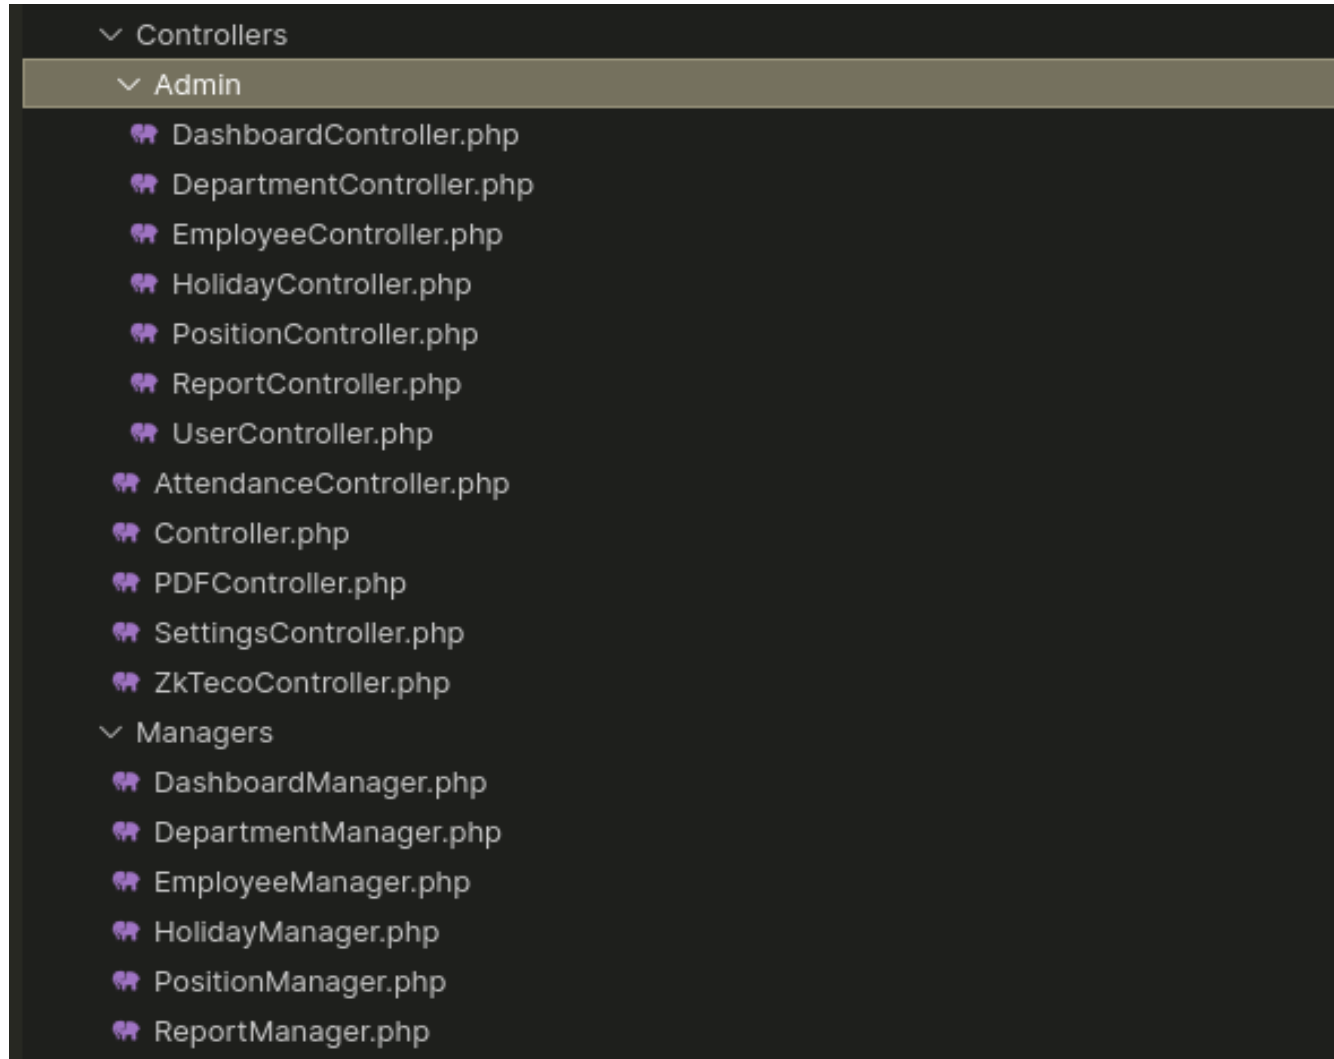 Controllers
Admin
DashboardController.php
DepartmentController.php
EmployeeController.php
HolidayController.php
PositionController.php
ReportController.php
UserController.php
AttendanceController.php
Controller.php
PDFController.php
SettingsController.php
ZkTecoController.php
Managers
DashboardManager.php
DepartmentManager.php
EmployeeManager.php
HolidayManager.php
PositionManager.php
ReportManager.php